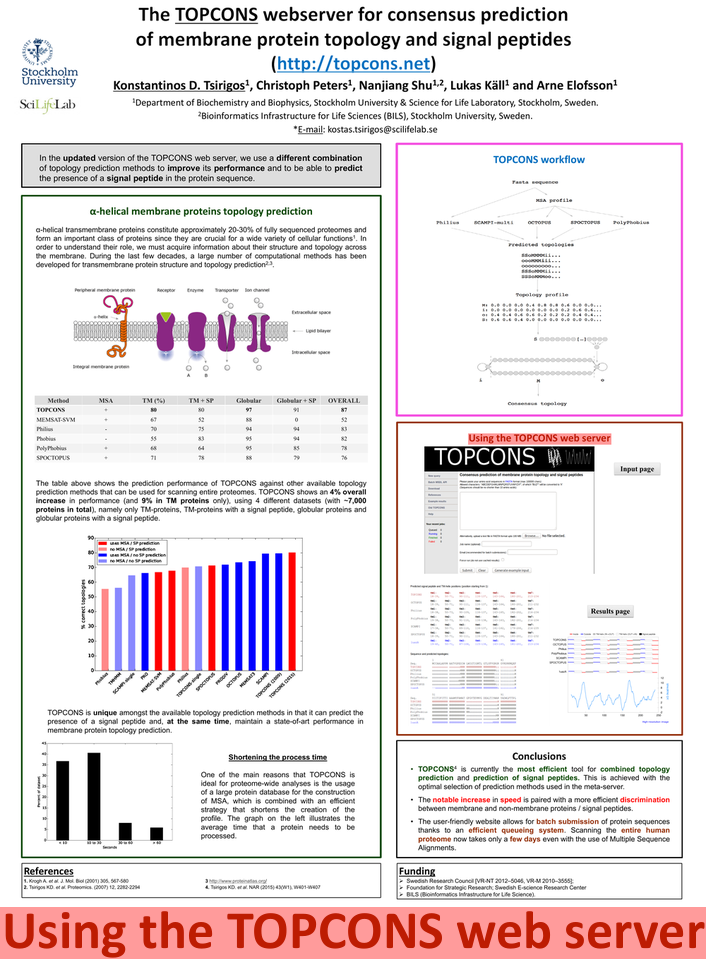 The TOPCONS webserver for consensus prediction
of membrane protein topology and signal peptides
(http://topcons.net)
Stockholm
University
SciLifeLab
Konstantinos D. Tsirigos¹, Christoph Peters¹, Nanjiang Shu¹,², Lukas Käll¹ and Arne Elofsson¹
¹Department of Biochemistry and Biophysics, Stockholm University & Science for Life Laboratory, Stockholm, Sweden.
²Bioinformatics Infrastructure for Life Sciences (BILS), Stockholm University, Sweden.
*E-mail: kostas.tsirigos@scilifelab.se
In the updated version of the TOPCONS web server, we use a different combination
of topology prediction methods to improve its performance and to be able to predict
the presence of a signal peptide in the protein sequence.
α-helical membrane proteins topology prediction
α-helical transmembrane proteins constitute approximately 20-30% of fully sequenced proteomes and
form an important class of proteins since they are crucial for a wide variety of cellular functions¹. In
order to understand their role, we must acquire information about their structure and topology across
the membrane. During the last few decades, a large number of computational methods has been
developed for transmembrane protein structure and topology prediction²,³.
Peripheral membrane protein Receptor Enzyme Transporter Ion channel
α-helix
Extracellular space
Lipid bilayer
Intracellular space
Integral membrane protein
A B
Method MSA TM (%) TM + SP Globular Globular + SP OVERALL
TOPCONS + 80 80 97 91 87
MEMSAT-SVM + 67 52 88 0 52
Philius - 70 75 94 94 83
Phobius - 55 83 95 94 82
PolyPhobius + 68 64 95 85 78
SPOCTOPUS + 71 78 88 79 76
The table above shows the prediction performance of TOPCONS against other available topology
prediction methods that can be used for scanning entire proteomes. TOPCONS shows an 4% overall
increase in performance (and 9% in TM proteins only), using 4 different datasets (with ~7,000
proteins in total), namely only TM-proteins, TM-proteins with a signal peptide, globular proteins and
globular proteins with a signal peptide.
uses MSA / SP prediction
no MSA / SP prediction
uses MSA / no SP prediction
no MSA / no SP prediction
% correct topologies
90
80
70
60
50
40
30
20
10
0
Phobius TMHMM SCAMPI single PRO MEMSAT-SVM PolyPhobius Philius TOPCONS single SPOCTOPUS PRODIV OCTOPUS MEMSAT3 SCAMPI TOPCONS (2009) TOPCONS (2015)
TOPCONS is unique amongst the available topology prediction methods in that it can predict the
presence of a signal peptide and, at the same time, maintain a state-of-art performance in
membrane protein topology prediction.
45
40
35
30
25
20
15
10
5
0
Percent of dataset
< 10 10 to 30 30 to 60 > 60
Seconds
Shortening the process time
One of the main reasons that TOPCONS is
ideal for proteome-wide analyses is the usage
of a large protein database for the construction
of MSA, which is combined with an efficient
strategy that shortens the creation of the
profile. The graph on the left illustrates the
average time that a protein needs to be
processed.
TOPCONS workflow
Fasta sequence
MSA profile
Philius SCAMPI-multi OCTOPUS SPOCTOPUS PolyPhobius
Predicted topologies
Topology profile
S
i M o
Consensus topology
Using the TOPCONS web server
Input page
Consensus prediction of membrane protein topology and signal peptides
Results page
Conclusions
• TOPCONS⁴ is currently the most efficient tool for combined topology
prediction and prediction of signal peptides. This is achieved with the
optimal selection of prediction methods used in the meta-server.
• The notable increase in speed is paired with a more efficient discrimination
between membrane and non-membrane proteins / signal peptides.
• The user-friendly website allows for batch submission of protein sequences
thanks to an efficient queueing system. Scanning the entire human
proteome now takes only a few days even with the use of Multiple Sequence
Alignments.
References
1. Krogh A. et al. J. Mol. Biol (2001) 305, 567-580
2. Tsirigos KD. et al. Proteomics. (2007) 12, 2282-2294
3 http://www.proteinatlas.org/
4. Tsirigos KD. et al. NAR (2015) 43(W1), W401-W407
Funding
➢ Swedish Research Council [VR-NT 2012–5046, VR-M 2010–3555];
➢ Foundation for Strategic Research; Swedish E-science Research Center
➢ BILS (Bioinformatics Infrastructure for Life Science),
Using the TOPCONS web server